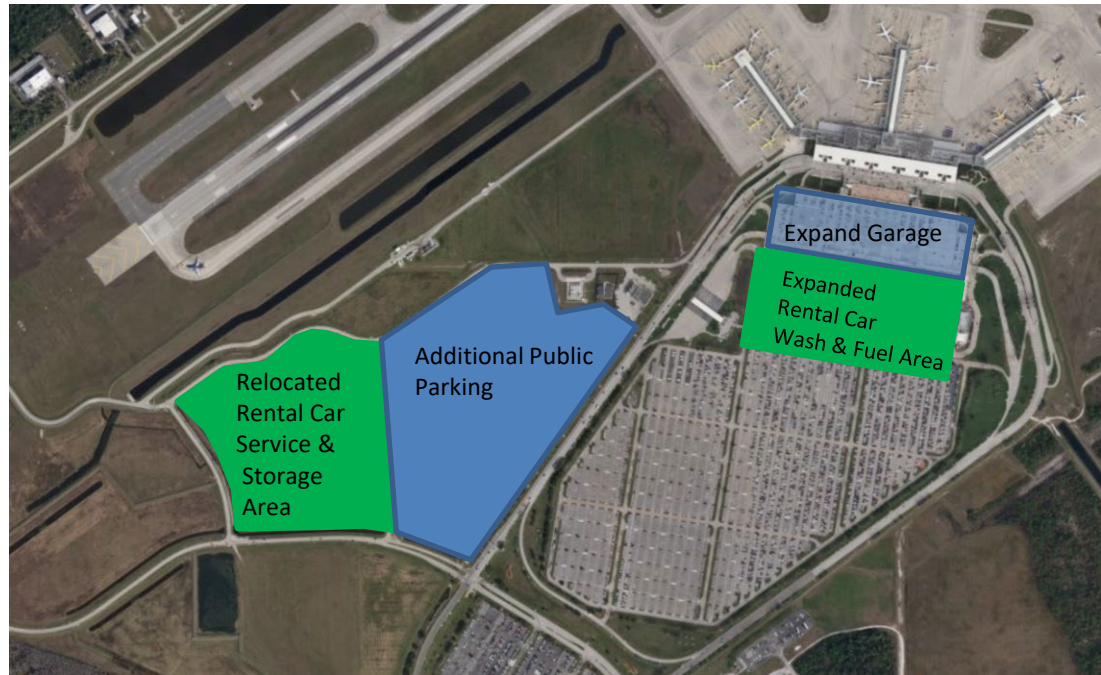 Expand Garage
Expanded
Rental Car
Wash & Fuel Area
Additional Public
Parking
Relocated
Rental Car
Service &
Storage
Area